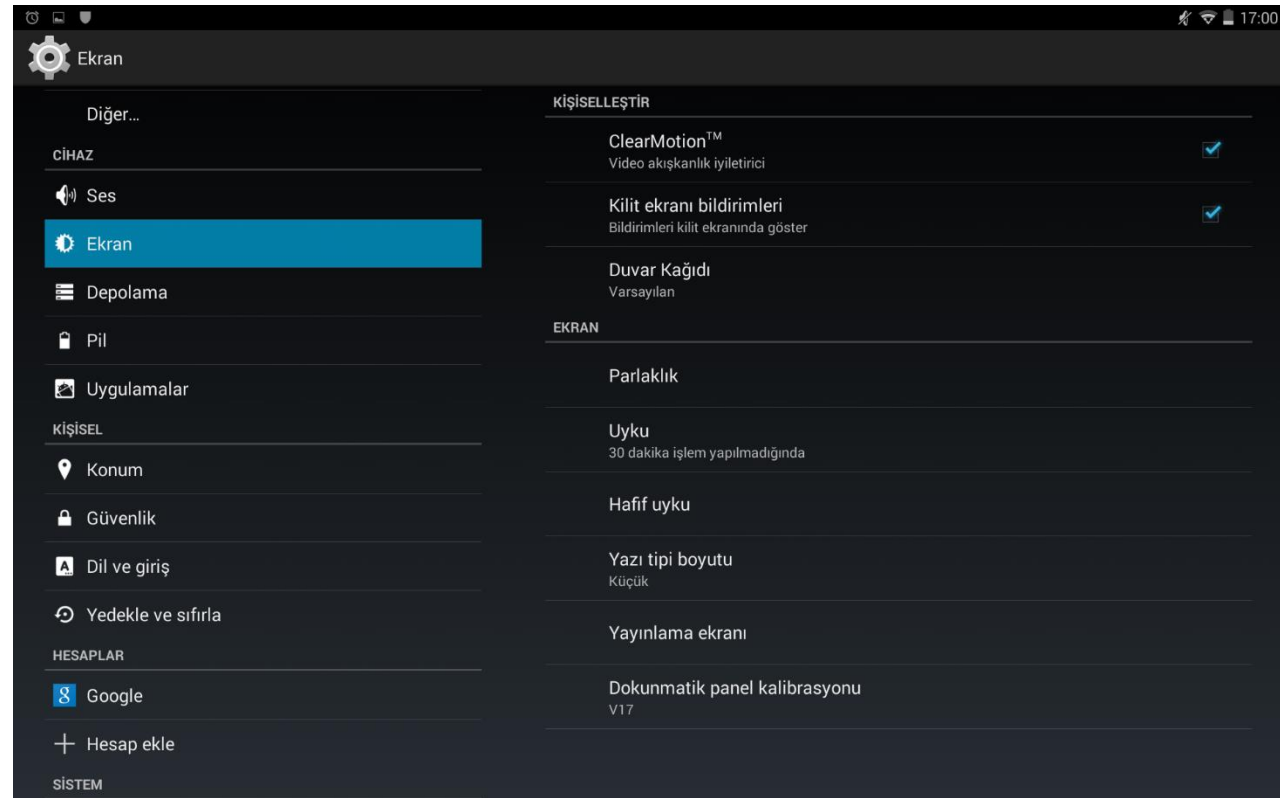 17:00
Ekran
Diğer...
CİHAZ
Ses
Ekran
Depolama
Pil
Uygulamalar
KİŞİSEL
Konum
Güvenlik
Dil ve giriş
Yedekle ve sıfırla
HESAPLAR
Google
Hesap ekle
SİSTEM
KİŞİSELLEŞTİR
ClearMotion™
Video akışkanlık iyiletirici
Kilit ekranı bildirimleri
Bildirimleri kilit ekranında göster
Duvar Kağıdı
Varsayılan
EKRAN
Parlaklık
Uyku
30 dakika işlem yapılmadığında
Hafif uyku
Yazı tipi boyutu
Küçük
Yayınlama ekranı
Dokunmatik panel kalibrasyonu
V17